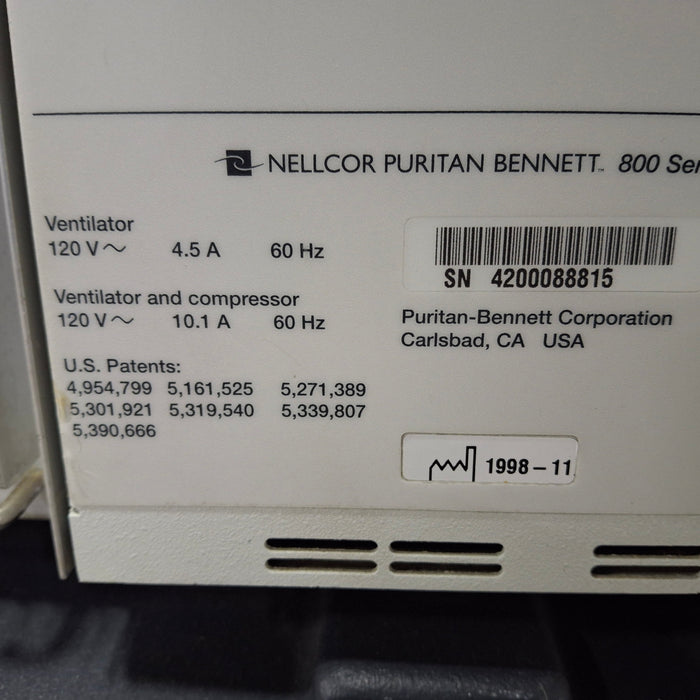 NELLCOR PURITAN BENNETT™ 800 Ser
Ventilator
120 V～ 4.5 A 60 Hz
Ventilator and compressor
120 V～ 10.1 A 60 Hz
U.S. Patents:
4,954,799 5,161,525 5,271,389
5,301,921 5,319,540 5,339,807
5,390,666
SN 4200088815
Puritan-Bennett Corporation
Carlsbad, CA USA
1998-11